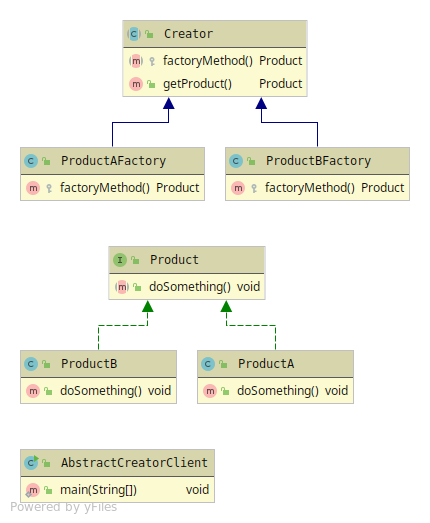 Creator
factoryMethod() Product
getProduct() Product
ProductAFactory
factoryMethod() Product
ProductBFactory
factoryMethod() Product
Product
doSomething() void
ProductB
doSomething() void
ProductA
doSomething() void
AbstractCreatorClient
main(String[]) void
Powered by yFiles